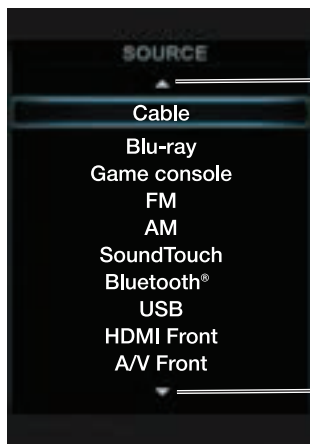 SOURCE
Cable
Blu-ray
Game console
FM
AM
SoundTouch
Bluetooth®
USB
HDMI Front
A/V Front